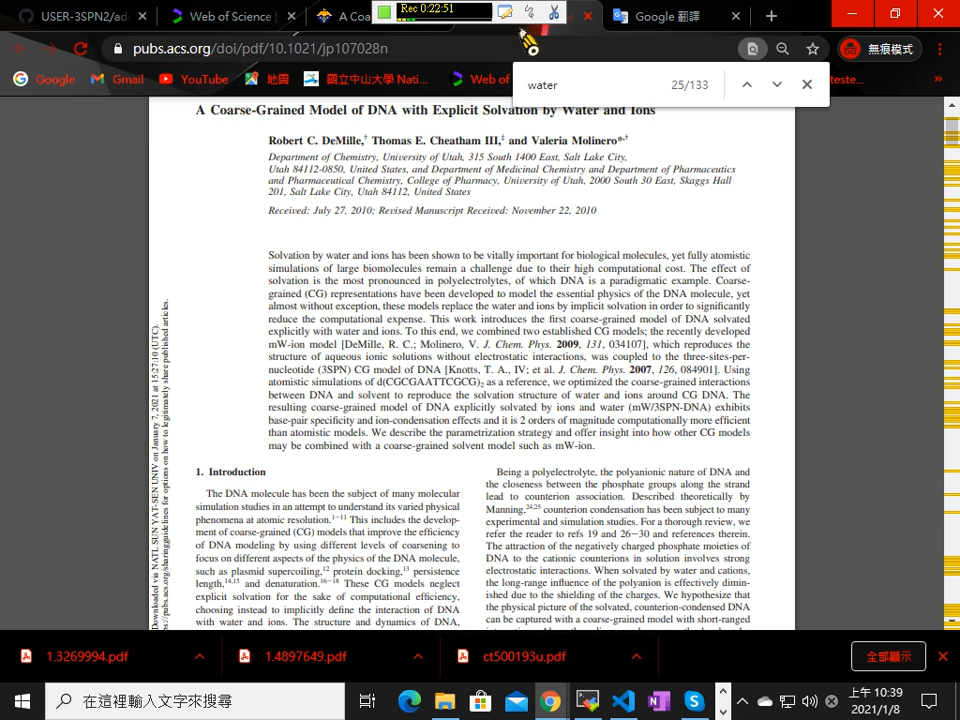 USER-3SPN2/ad
Web of Science [
A Coa
Rec 0:22:51
Google 翻譯
pubs.acs.org/doi/pdf/10.1021/jp107028n
無痕模式
Google
Gmail
YouTube
地圖
國立中山大學 Nati...
Web of
teste...
»
water
25/133
A Coarse-Grained Model of DNA with Explicit Solvation by Water and Ions
Robert C. DeMille,† Thomas E. Cheatham III,‡ and Valeria Molinero*,†
Department of Chemistry, University of Utah, 315 South 1400 East, Salt Lake City,
Utah 84112-0850, United States, and Department of Medicinal Chemistry and Department of Pharmaceutics
and Pharmaceutical Chemistry, College of Pharmacy, University of Utah, 2000 South 30 East, Skaggs Hall
201, Salt Lake City, Utah 84112, United States
Received: July 27, 2010; Revised Manuscript Received: November 22, 2010
Solvation by water and ions has been shown to be vitally important for biological molecules, yet fully atomistic
simulations of large biomolecules remain a challenge due to their high computational cost. The effect of
solvation is the most pronounced in polyelectrolytes, of which DNA is a paradigmatic example. Coarse-
grained (CG) representations have been developed to model the essential physics of the DNA molecule, yet
almost without exception, these models replace the water and ions by implicit solvation in order to significantly
reduce the computational expense. This work introduces the first coarse-grained model of DNA solvated
explicitly with water and ions. To this end, we combined two established CG models; the recently developed
mW-ion model [DeMille, R. C.; Molinero, V. J. Chem. Phys. 2009, 131, 034107], which reproduces the
structure of aqueous ionic solutions without electrostatic interactions, was coupled to the three-sites-per-
nucleotide (3SPN) CG model of DNA [Knotts, T. A., IV; et al. J. Chem. Phys. 2007, 126, 084901]. Using
atomistic simulations of d(CGCGAATTCGCG)2 as a reference, we optimized the coarse-grained interactions
between DNA and solvent to reproduce the solvation structure of water and ions around CG DNA. The
resulting coarse-grained model of DNA explicitly solvated by ions and water (mW/3SPN-DNA) exhibits
base-pair specificity and ion-condensation effects and it is 2 orders of magnitude computationally more efficient
than atomistic models. We describe the parametrization strategy and offer insight into how other CG models
may be combined with a coarse-grained solvent model such as mW-ion.
1. Introduction
The DNA molecule has been the subject of many molecular
simulation studies in an attempt to understand its varied physical
phenomena at atomic resolution.1−11 This includes the develop-
ment of coarse-grained (CG) models that improve the efficiency
of DNA modeling by using different levels of coarsening to
focus on different aspects of the physics of the DNA molecule,
such as plasmid supercoiling,12 protein docking,13 persistence
length,14,15 and denaturation.16−18 These CG models neglect
explicit solvation for the sake of computational efficiency,
choosing instead to implicitly define the interaction of DNA
with water and ions. The structure and dynamics of DNA,
Being a polyelectrolyte, the polyanionic nature of DNA and
the closeness between the phosphate groups along the strand
lead to counterion association. Described theoretically by
Manning,24,25 counterion condensation has been subject to many
experimental and simulation studies. For a thorough review, we
refer the reader to refs 19 and 26−30 and references therein.
The attraction of the negatively charged phosphate moieties of
DNA to the cationic counterions in solution involves strong
electrostatic interactions. When solvated by water and cations,
the long-range influence of the polyanion is effectively dimin-
ished due to the shielding of the charges. We hypothesize that
the physical picture of the solvated, counterion-condensed DNA
can be captured with a coarse-grained model with short-ranged
Downloaded via NATL SUN YAT-SEN UNIV on January 7, 2021 at 15:27:10 (UTC).
s://pubs.acs.org/sharingguidelines for options on how to legitimately share published articles.
1.3269994.pdf
1.4897649.pdf
ct500193u.pdf
全部顯示
在這裡輸入文字來搜尋
上午 10:39
2021/1/8